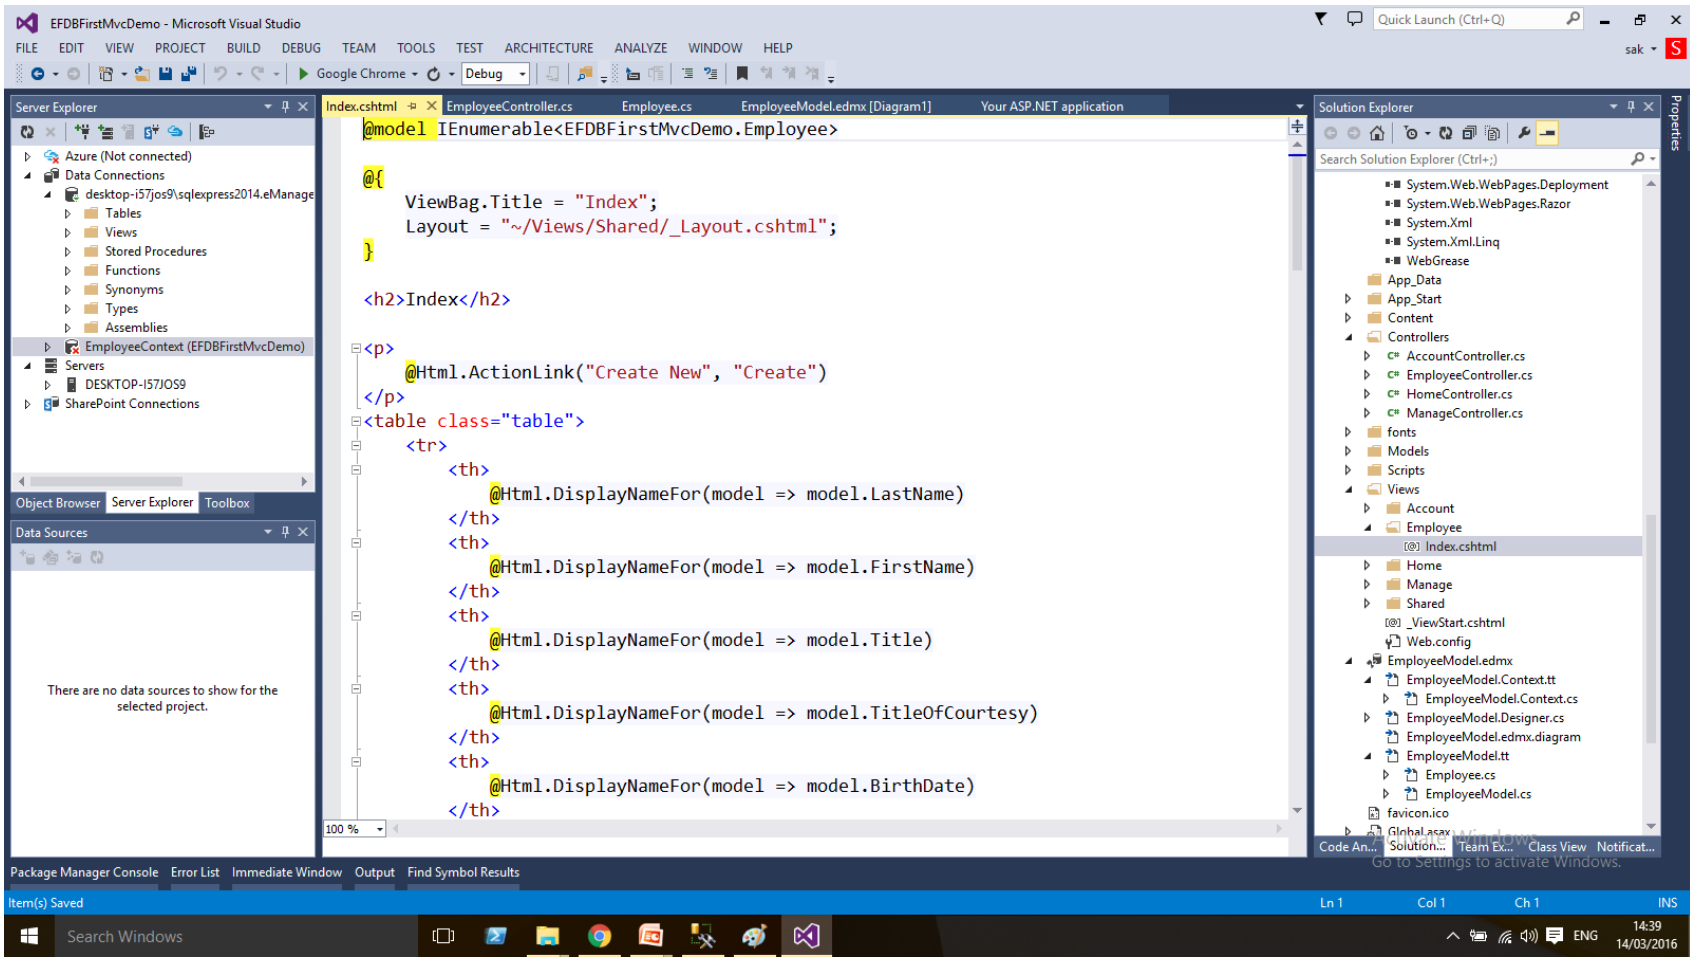 EFDBFirstMvcDemo - Microsoft Visual Studio
Quick Launch (Ctrl+Q)
FILE EDIT VIEW PROJECT BUILD DEBUG TEAM TOOLS TEST ARCHITECTURE ANALYZE WINDOW HELP
sak S
Google Chrome Debug
Server Explorer
Azure (Not connected)
Data Connections
desktop-i57jos9\sqlexpress2014.eManage
Tables
Views
Stored Procedures
Functions
Synonyms
Types
Assemblies
EmployeeContext (EFDBFirstMvcDemo)
Servers
DESKTOP-I57JOS9
SharePoint Connections
Object Browser Server Explorer Toolbox
Data Sources
There are no data sources to show for the
selected project.
Index.cshtml EmployeeController.cs Employee.cs EmployeeModel.edmx [Diagram1] Your ASP.NET application
@model IEnumerable<EFDBFirstMvcDemo.Employee>
@{
ViewBag.Title = "Index";
Layout = "~/Views/Shared/_Layout.cshtml";
}
<h2>Index</h2>
<p>
@Html.ActionLink("Create New", "Create")
</p>
<table class="table">
<tr>
<th>
@Html.DisplayNameFor(model => model.LastName)
</th>
<th>
@Html.DisplayNameFor(model => model.FirstName)
</th>
<th>
@Html.DisplayNameFor(model => model.Title)
</th>
<th>
@Html.DisplayNameFor(model => model.TitleOfCourtesy)
</th>
<th>
@Html.DisplayNameFor(model => model.BirthDate)
</th>
100 %
Solution Explorer
Search Solution Explorer (Ctrl+;)
System.Web.WebPages.Deployment
System.Web.WebPages.Razor
System.Xml
System.Xml.Linq
WebGrease
App_Data
App_Start
Content
Controllers
C# AccountController.cs
C# EmployeeController.cs
C# HomeController.cs
C# ManageController.cs
fonts
Models
Scripts
Views
Account
Employee
[@] Index.cshtml
Home
Manage
Shared
[@] _ViewStart.cshtml
Web.config
EmployeeModel.edmx
EmployeeModel.Context.tt
EmployeeModel.Context.cs
EmployeeModel.Designer.cs
EmployeeModel.edmx.diagram
EmployeeModel.tt
Employee.cs
EmployeeModel.cs
favicon.ico
Global.asax
Code An... Solution... Team Ex... Class View Notificat...
Properties
Activate Windows
Go to Settings to activate Windows.
Package Manager Console Error List Immediate Window Output Find Symbol Results
Item(s) Saved
Ln 1 Col 1 Ch 1 INS
Search Windows
ENG
14:39
14/03/2016